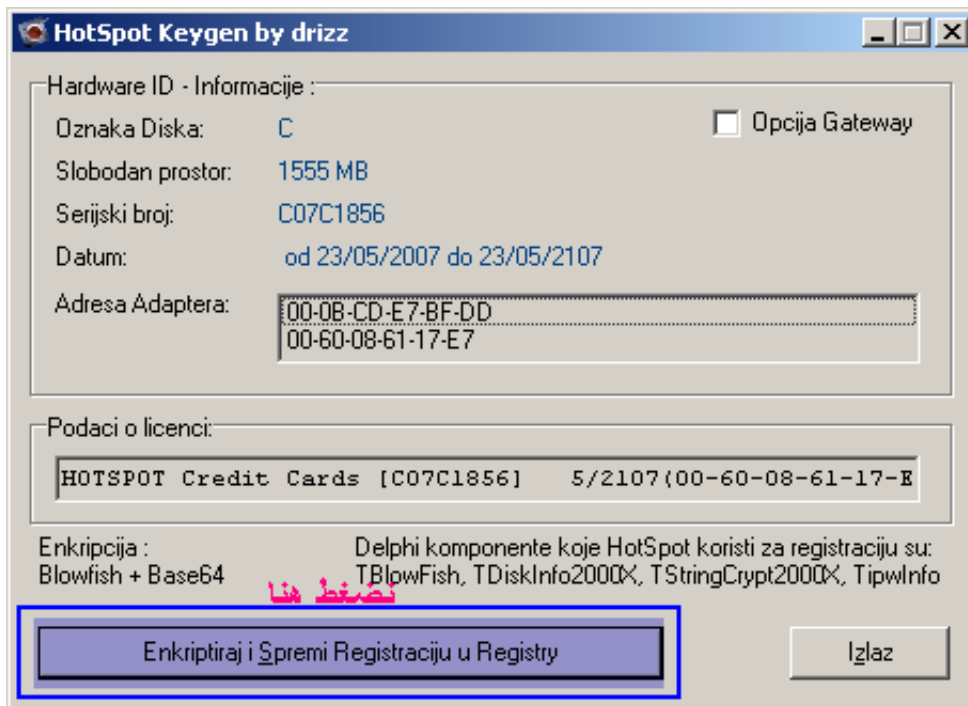 HotSpot Keygen by drizz
Hardware ID - Informacije :
Oznaka Diska: C
Opcija Gateway
Slobodan prostor: 1555 MB
Serijski broj: C07C1856
Datum: od 23/05/2007 do 23/05/2107
Adresa Adaptera: 00-0B-CD-E7-BF-DD
00-60-08-61-17-E7
Podaci o licenci:
HOTSPOT Credit Cards [C07C1856] 5/2107(00-60-08-61-17-E
Enkripcija :
Blowfish + Base64
Delphi komponente koje HotSpot koristi za registraciju su:
TBlowFish, TDiskInfo2000X, TStringCrypt2000X, TipwInfo
نضغط هنا
Enkriptiraj i Spremi Registraciju u Registry
Izlaz